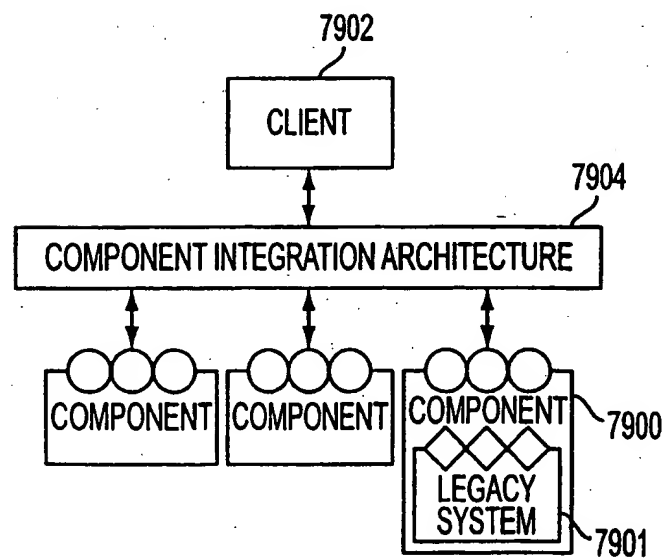 7902
CLIENT
7904
COMPONENT INTEGRATION ARCHITECTURE
COMPONENT
COMPONENT
COMPONENT
7900
LEGACY
SYSTEM
7901